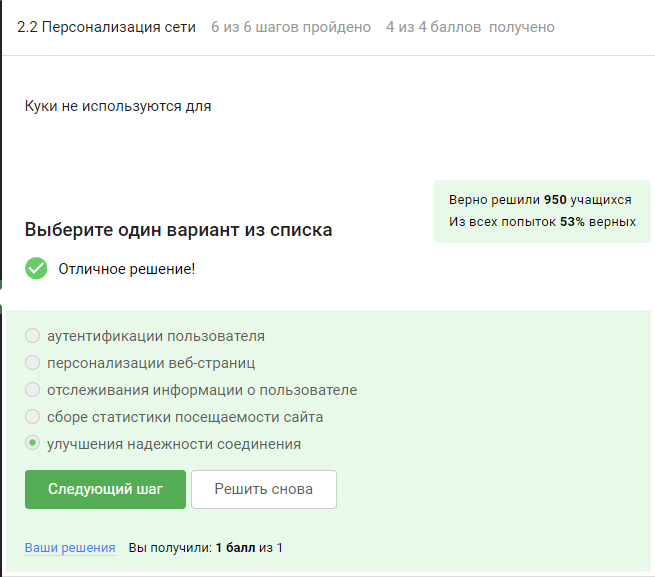 2.2 Персонализация сети 6 из 6 шагов пройдено 4 из 4 баллов получено
Куки не используются для
Верно решили 950 учащихся
Из всех попыток 53% верных
Выберите один вариант из списка
Отличное решение!
аутентификации пользователя
персонализации веб-страниц
отслеживания информации о пользователе
сборе статистики посещаемости сайта
улучшения надежности соединения
Следующий шаг Решить снова
Ваши решения Вы получили: 1 балл из 1